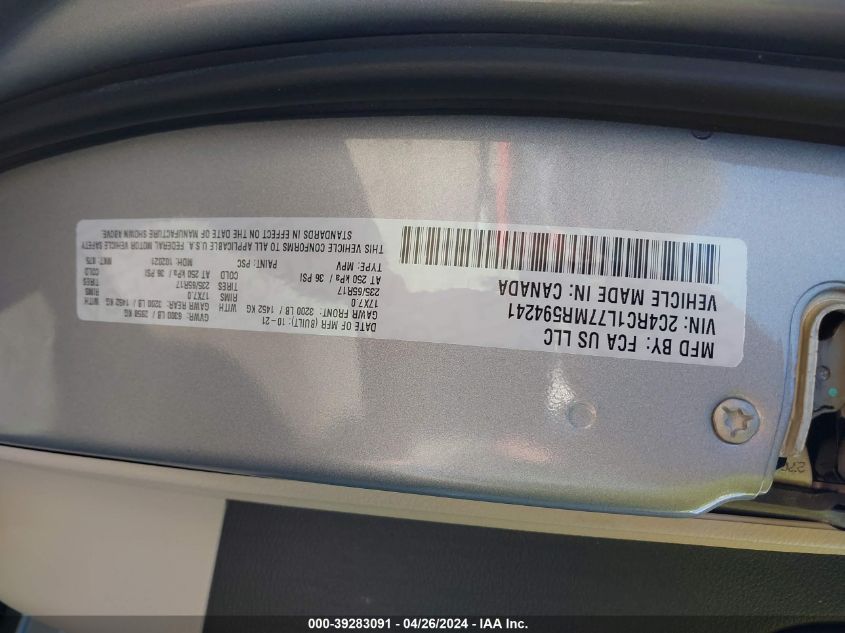 MFD BY: FCA US LLC
VIN: 2C4RC1L77MR594241
VEHICLE MADE IN: CANADA
DATE OF MFR (BUILT): 10-21
GVWR: 6300 LB / 2858 KG
GAWR FRONT: 3200 LB / 1452 KG
WITH
GAWR REAR: 3200 LB / 1452 KG
WITH
17X7.0
RIMS
17X7.0
RIMS
235/65R17
TIRES
235/65R17
TIRES
AT 250 kPa / 36 PSI
COLD
AT 250 kPa / 36 PSI
COLD
TYPE: MPV
PAINT: PSC
MDH: 102021
THIS VEHICLE CONFORMS TO ALL APPLICABLE U.S.A. FEDERAL MOTOR VEHICLE SAFETY
STANDARDS IN EFFECT ON THE DATE OF MANUFACTURE SHOWN ABOVE.
000-39283091 - 04/26/2024 - IAA Inc.